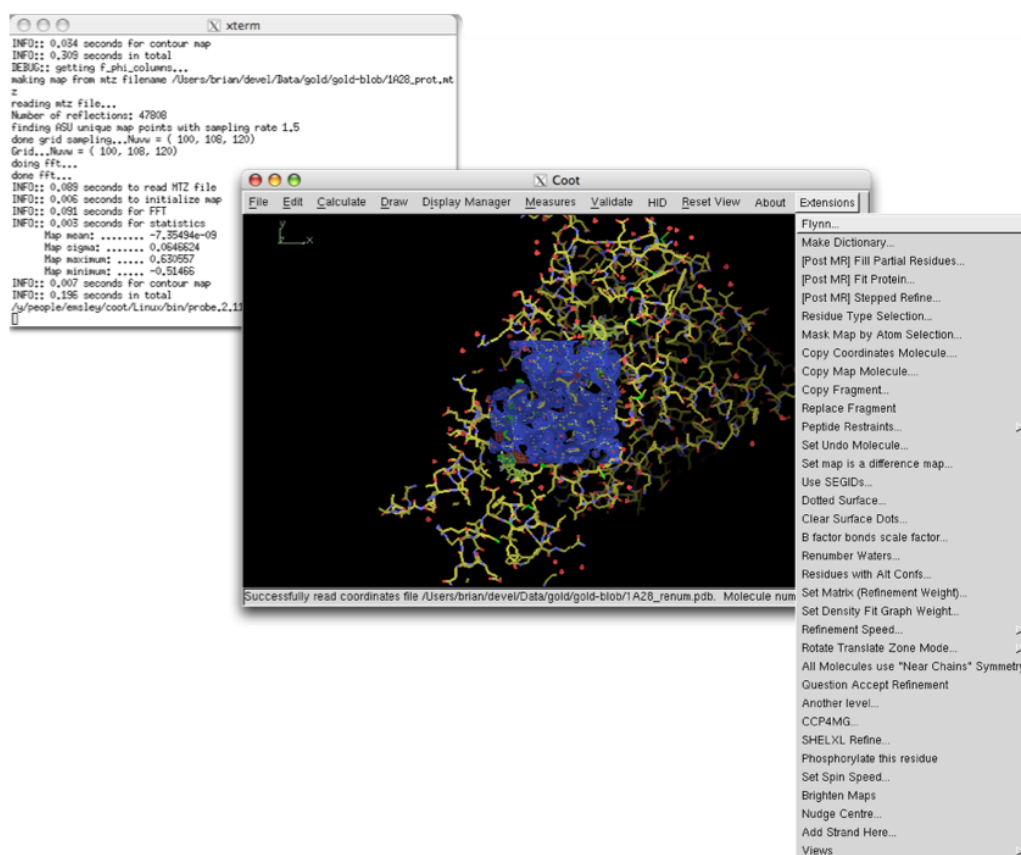 xterm
INFO:: 0.034 seconds for contour map
INFO:: 0.309 seconds in total
DEBUG:: getting f_phi_columns...
making map from mtz filename /Users/brian/devel/Data/gold/gold-blob/1A28_prot.mt
z
reading mtz file...
Number of reflections: 47808
finding ASU unique map points with sampling rate 1.5
done grid sampling...Nuvw = ( 100, 108, 120)
Grid...Nuvw = ( 100, 108, 120)
doing fft...
done fft...
INFO:: 0.089 seconds to read MTZ file
INFO:: 0.006 seconds to initialize map
INFO:: 0.091 seconds for FFT
INFO:: 0.003 seconds for statistics
Map mean: ........ -7.35494e-09
Map sigma: ....... 0.0646624
Map maximum: ..... 0.630557
Map minimum: ..... -0.51466
INFO:: 0.007 seconds for contour map
INFO:: 0.196 seconds in total
/y/people/emsley/coot/Linux/bin/probe.2.11
Coot
File Edit Calculate Draw Display Manager Measures Validate HID Reset View About Extensions
y
x
Successfully read coordinates file /Users/brian/devel/Data/gold/gold-blob/1A28_renum.pdb. Molecule num
Flynn...
Make Dictionary...
[Post MR] Fill Partial Residues...
[Post MR] Fit Protein...
[Post MR] Stepped Refine...
Residue Type Selection...
Mask Map by Atom Selection...
Copy Coordinates Molecule....
Copy Map Molecule....
Copy Fragment...
Replace Fragment
Peptide Restraints...
Set Undo Molecule...
Set map is a difference map...
Use SEGIDs...
Dotted Surface...
Clear Surface Dots...
B factor bonds scale factor...
Renumber Waters...
Residues with Alt Confs...
Set Matrix (Refinement Weight)...
Set Density Fit Graph Weight...
Refinement Speed...
Rotate Translate Zone Mode...
All Molecules use "Near Chains" Symmetry
Question Accept Refinement
Another level...
CCP4MG...
SHELXL Refine...
Phosphorylate this residue
Set Spin Speed...
Brighten Maps
Nudge Centre...
Add Strand Here...
Views